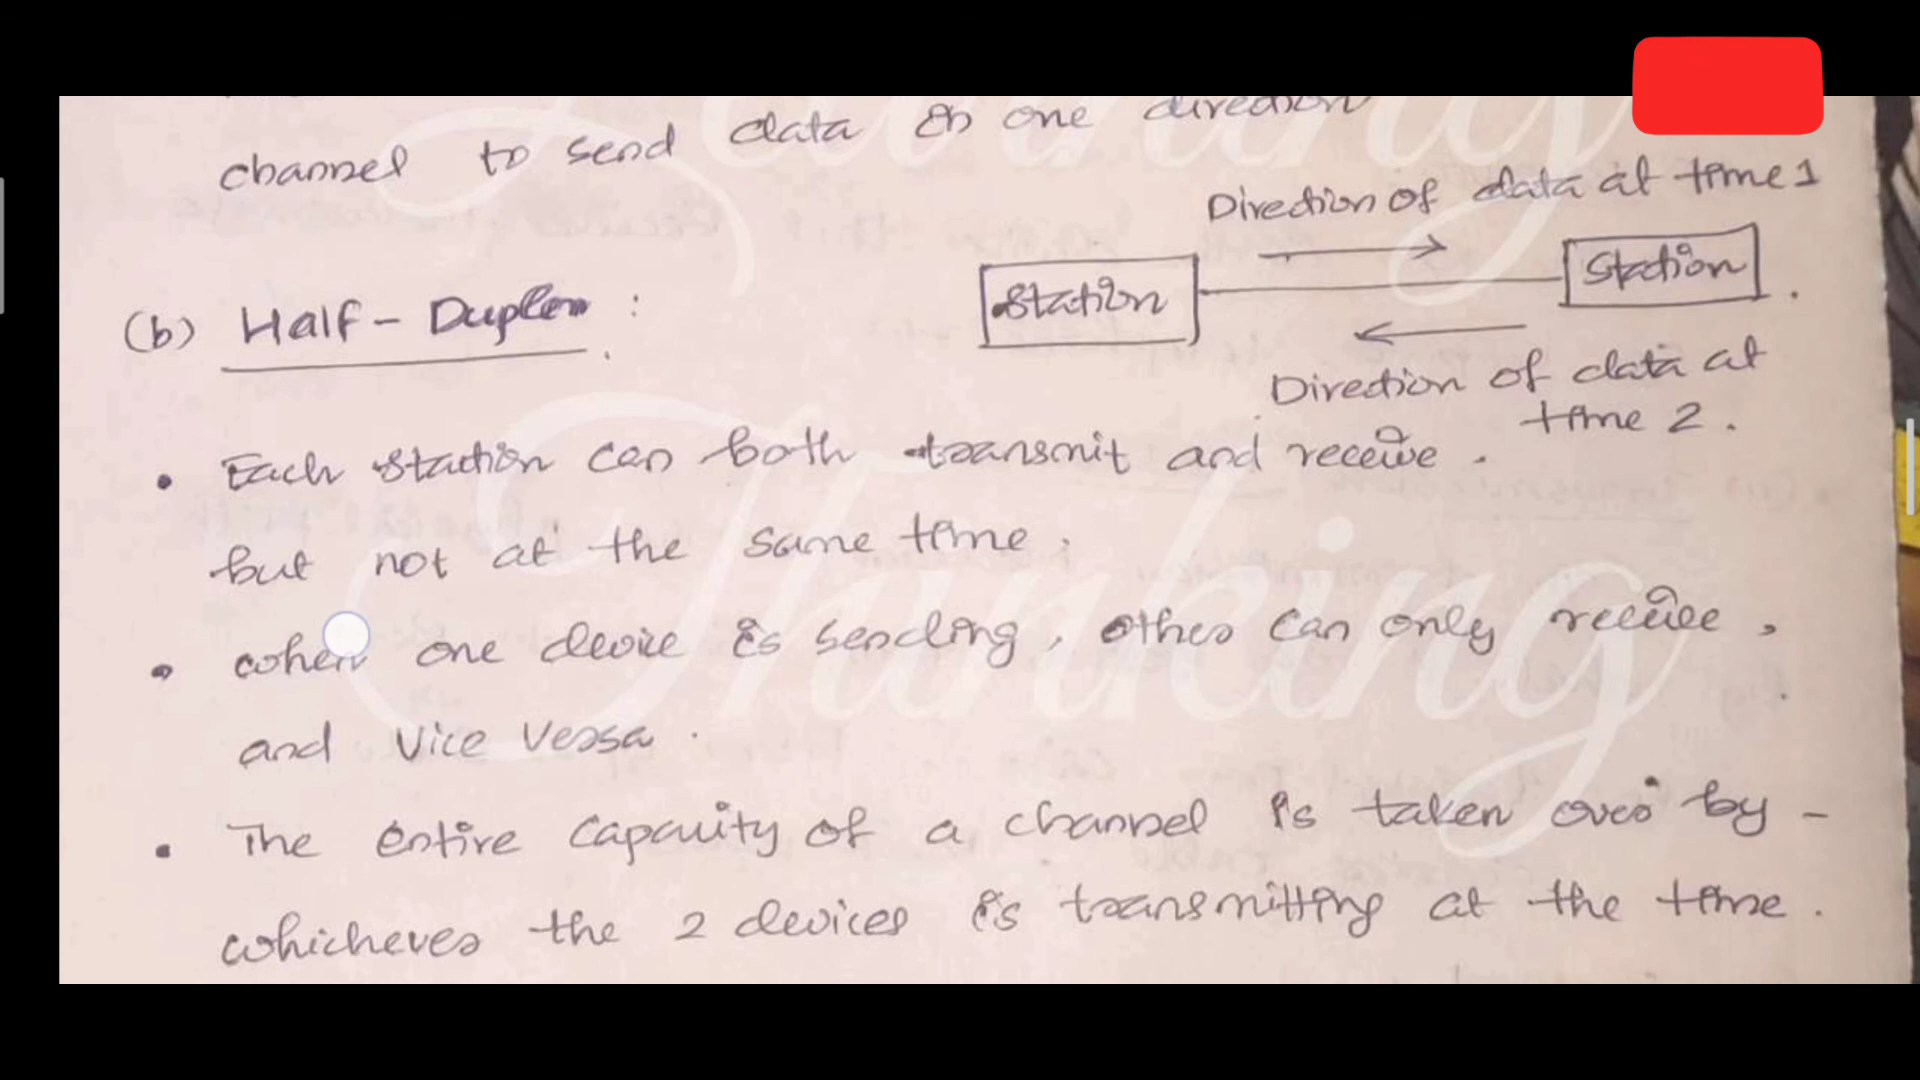 channel to send data in one direction
Direction of data at time 1
(b) Half - Duplex :
Station
Station
Direction of data at
time 2 .
• Each station can both transmit and receive .
but not at the same time .
• when one device is sending , other can only receive ,
and Vice Versa .
• The entire capacity of a channel is taken over by -
whichever the 2 devices is transmitting at the time .
Learning
Thinking